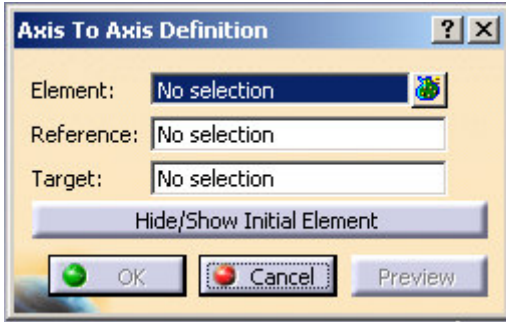 Axis To Axis Definition
Element: No selection
Reference: No selection
Target: No selection
Hide/Show Initial Element
OK Cancel Preview